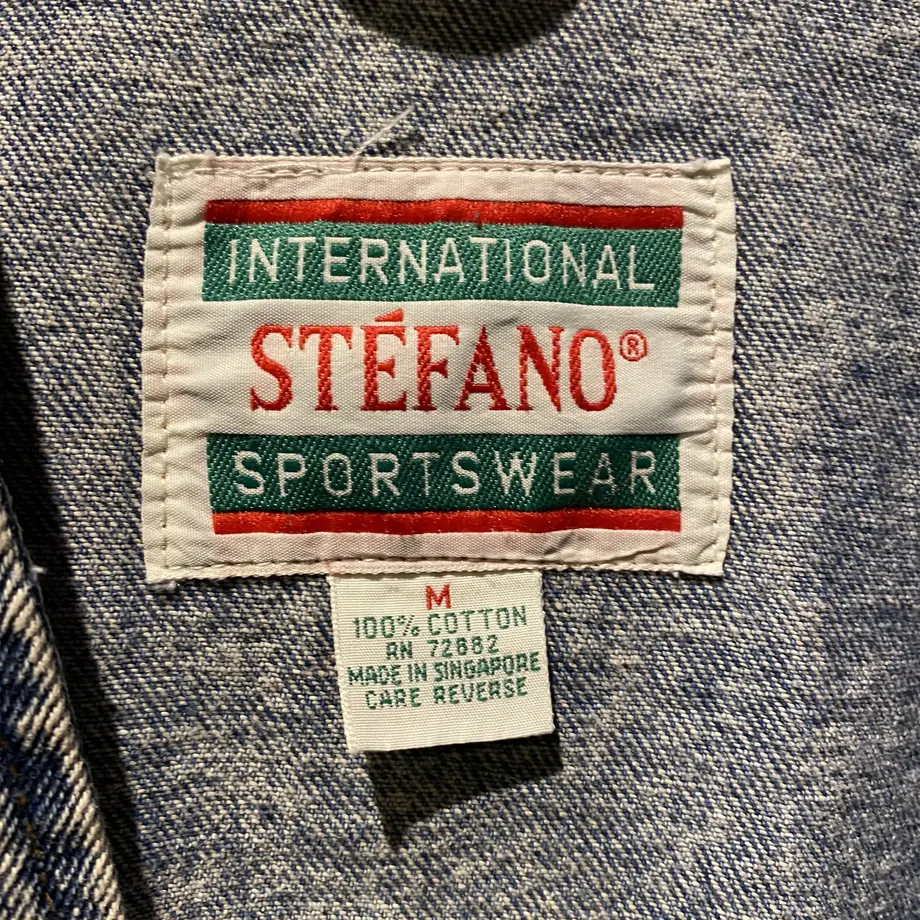 INTERNATIONAL
STÉFANO®
SPORTSWEAR
M
100% COTTON
RN 72882
MADE IN SINGAPORE
CARE REVERSE